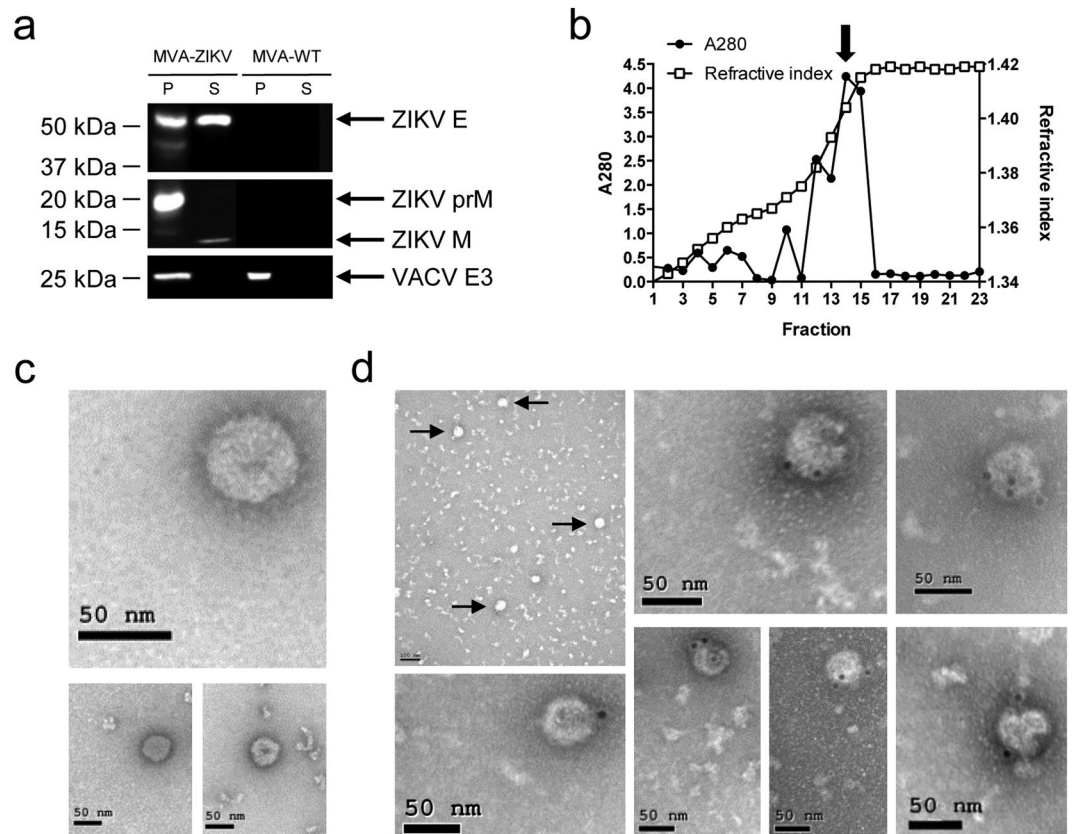 a
MVA-ZIKV MVA-WT
P S P S
50 kDa
37 kDa
ZIKV E
20 kDa
15 kDa
ZIKV prM
ZIKV M
25 kDa
VACV E3
b
A280
Refractive index
4.5
4.0
3.5
3.0
2.5
2.0
1.5
1.0
0.5
0.0
A280
1.42
1.40
1.38
1.36
1.34
Refractive index
1 3 5 7 9 11 13 15 17 19 21 23
Fraction
c
50 nm
50 nm
50 nm
d
100 nm
50 nm
50 nm
50 nm
50 nm
50 nm
50 nm